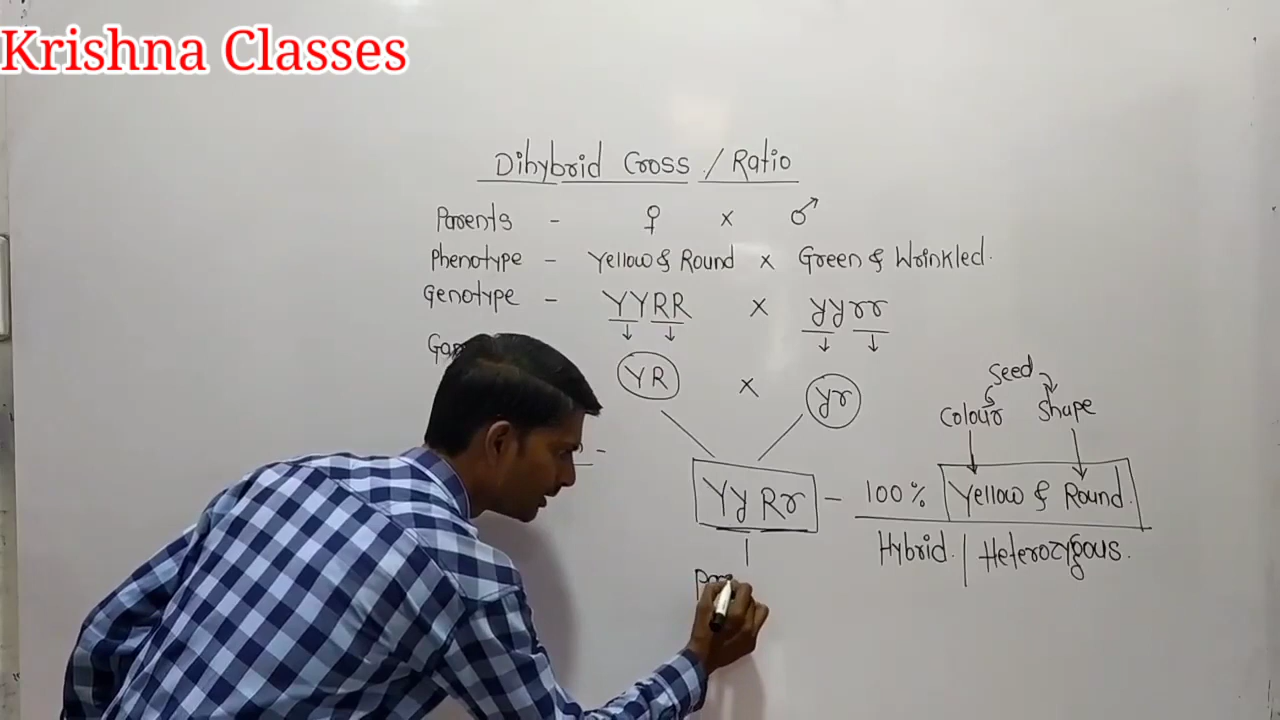 Krishna Classes
Dihybrid Cross / Ratio
Parents - ♀ x ♂
Phenotype - Yellow & Round x Green & Wrinkled.
Genotype - YYRR x yyrr
YR x yr
Seed
Colour Shape
YyRr - 100% Yellow & Round.
Hybrid. | Heterozygous.